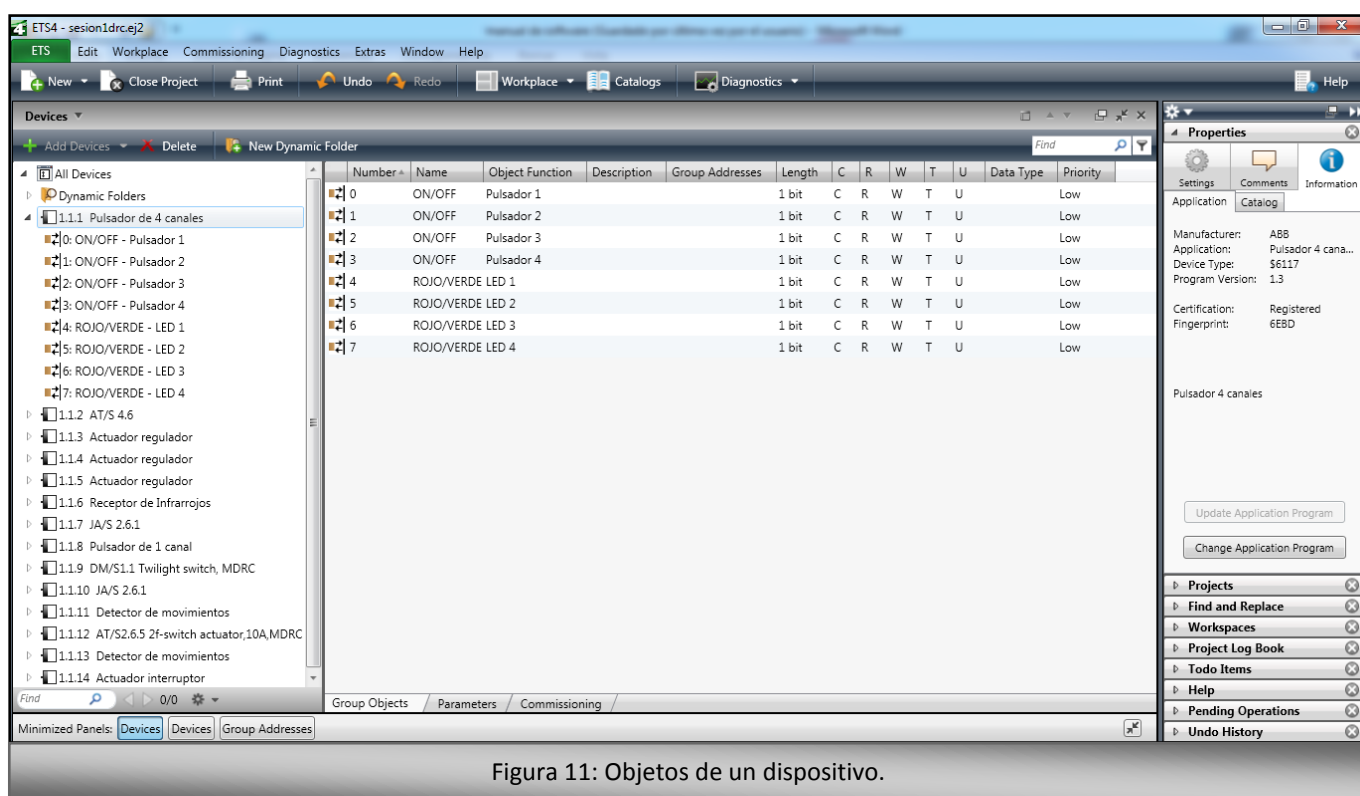 ETS4 - sesion1drc.ej2
ETS Edit Workplace Commissioning Diagnostics Extras Window Help
New Close Project Print Undo Redo Workplace Catalogs Diagnostics Help
Devices
Add Devices Delete New Dynamic Folder Find
All Devices
Dynamic Folders
1.1.1 Pulsador de 4 canales
0: ON/OFF - Pulsador 1
1: ON/OFF - Pulsador 2
2: ON/OFF - Pulsador 3
3: ON/OFF - Pulsador 4
4: ROJO/VERDE - LED 1
5: ROJO/VERDE - LED 2
6: ROJO/VERDE - LED 3
7: ROJO/VERDE - LED 4
1.1.2 AT/S 4.6
1.1.3 Actuador regulador
1.1.4 Actuador regulador
1.1.5 Actuador regulador
1.1.6 Receptor de Infrarrojos
1.1.7 JA/S 2.6.1
1.1.8 Pulsador de 1 canal
1.1.9 DM/S1.1 Twilight switch, MDRC
1.1.10 JA/S 2.6.1
1.1.11 Detector de movimientos
1.1.12 AT/S2.6.5 2f-switch actuator,10A,MDRC
1.1.13 Detector de movimientos
1.1.14 Actuador interruptor
Find 0/0
Number Name Object Function Description Group Addresses Length C R W T U Data Type Priority
0 ON/OFF Pulsador 1 1 bit C R W T U Low
1 ON/OFF Pulsador 2 1 bit C R W T U Low
2 ON/OFF Pulsador 3 1 bit C R W T U Low
3 ON/OFF Pulsador 4 1 bit C R W T U Low
4 ROJO/VERDE LED 1 1 bit C R W T U Low
5 ROJO/VERDE LED 2 1 bit C R W T U Low
6 ROJO/VERDE LED 3 1 bit C R W T U Low
7 ROJO/VERDE LED 4 1 bit C R W T U Low
Group Objects Parameters Commissioning
Properties
Settings Comments Information
Application Catalog
Manufacturer: ABB
Application: Pulsador 4 cana...
Device Type: $6117
Program Version: 1.3
Certification: Registered
Fingerprint: 6EBD
Pulsador 4 canales
Update Application Program
Change Application Program
Projects
Find and Replace
Workspaces
Project Log Book
Todo Items
Help
Pending Operations
Undo History
Minimized Panels: Devices Devices Group Addresses
Figura 11: Objetos de un dispositivo.